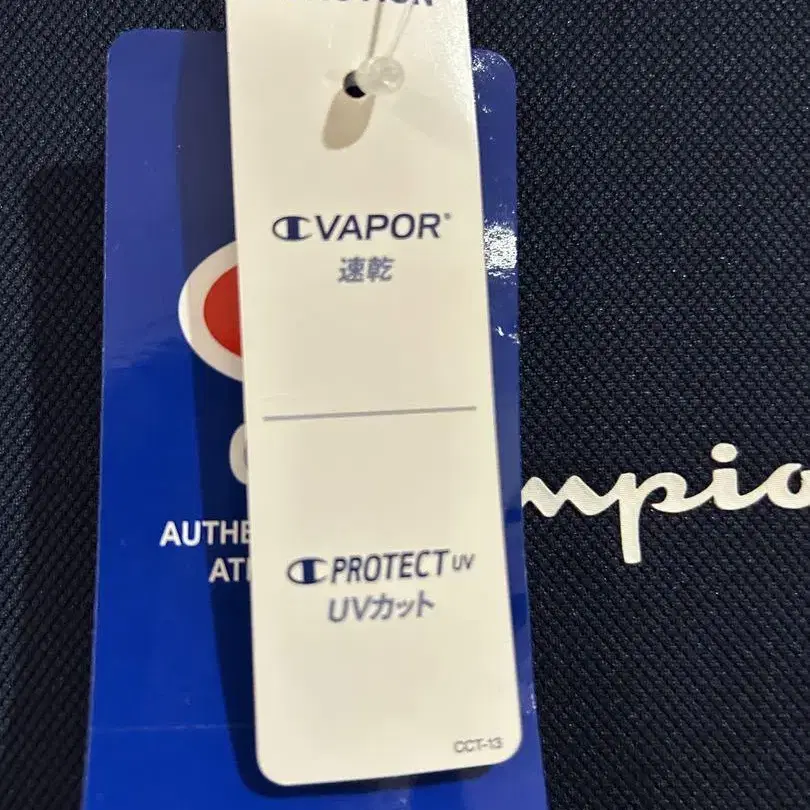 VAPOR®
速乾
AUTHE
ATI
mpio
PROTECT UV
UVカット
CCT-13